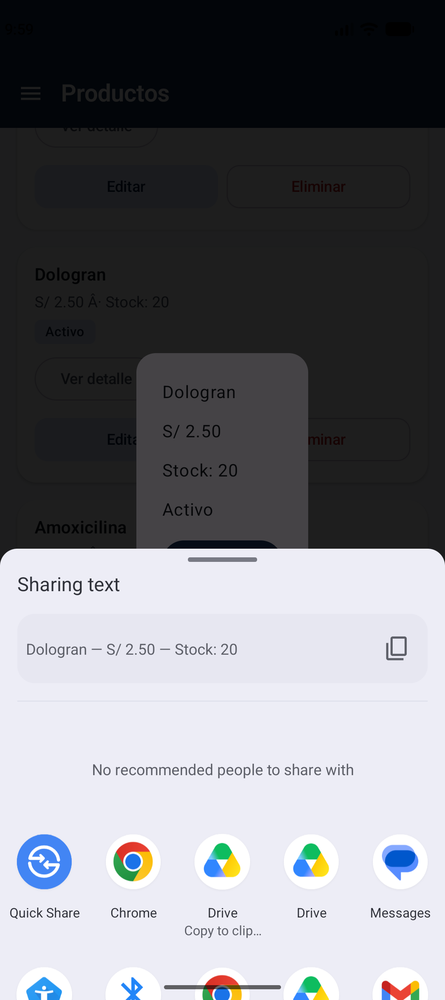 9:59
Productos
Ver detalle
Editar
Eliminar
Dologran
S/ 2.50 Â· Stock: 20
Activo
Ver detalle
Dologran
S/ 2.50
Stock: 20
Activo
Edita
minar
Amoxicilina
Sharing text
Dologran — S/ 2.50 — Stock: 20
No recommended people to share with
Quick Share
Chrome
Drive
Copy to clip...
Drive
Messages